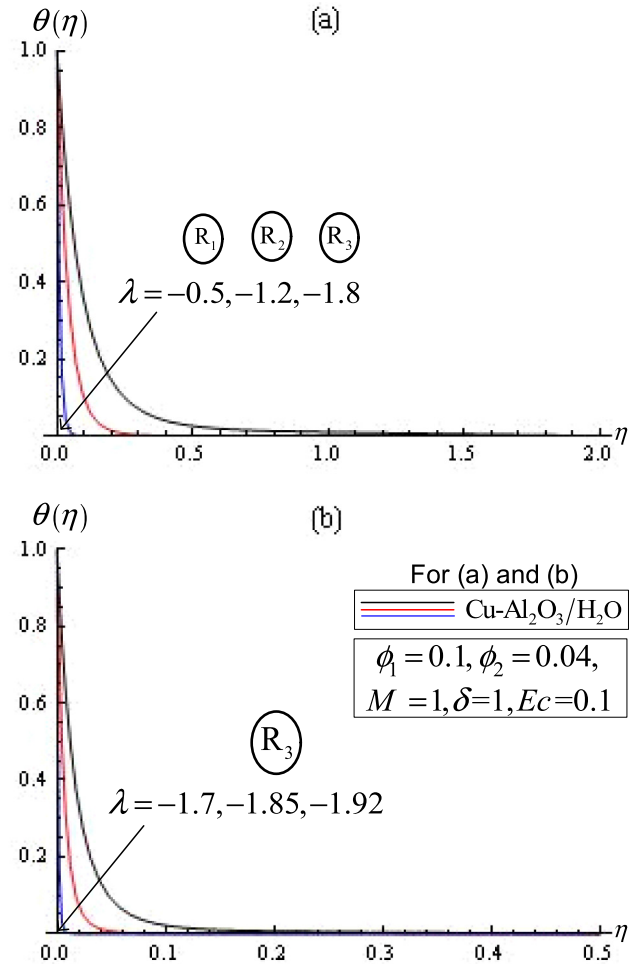 θ(η)
(a)
1.0
0.8
0.6
R₁ R₂ R₃
0.4
λ=−0.5,−1.2,−1.8
0.2
η
0.0 0.5 1.0 1.5 2.0
θ(η)
(b)
1.0
For (a) and (b)
Cu-Al₂O₃/H₂O
0.8
ϕ₁=0.1,ϕ₂=0.04,
M=1,δ=1,Ec=0.1
0.6
R₃
0.4
λ=−1.7,−1.85,−1.92
0.2
η
0.0 0.1 0.2 0.3 0.4 0.5